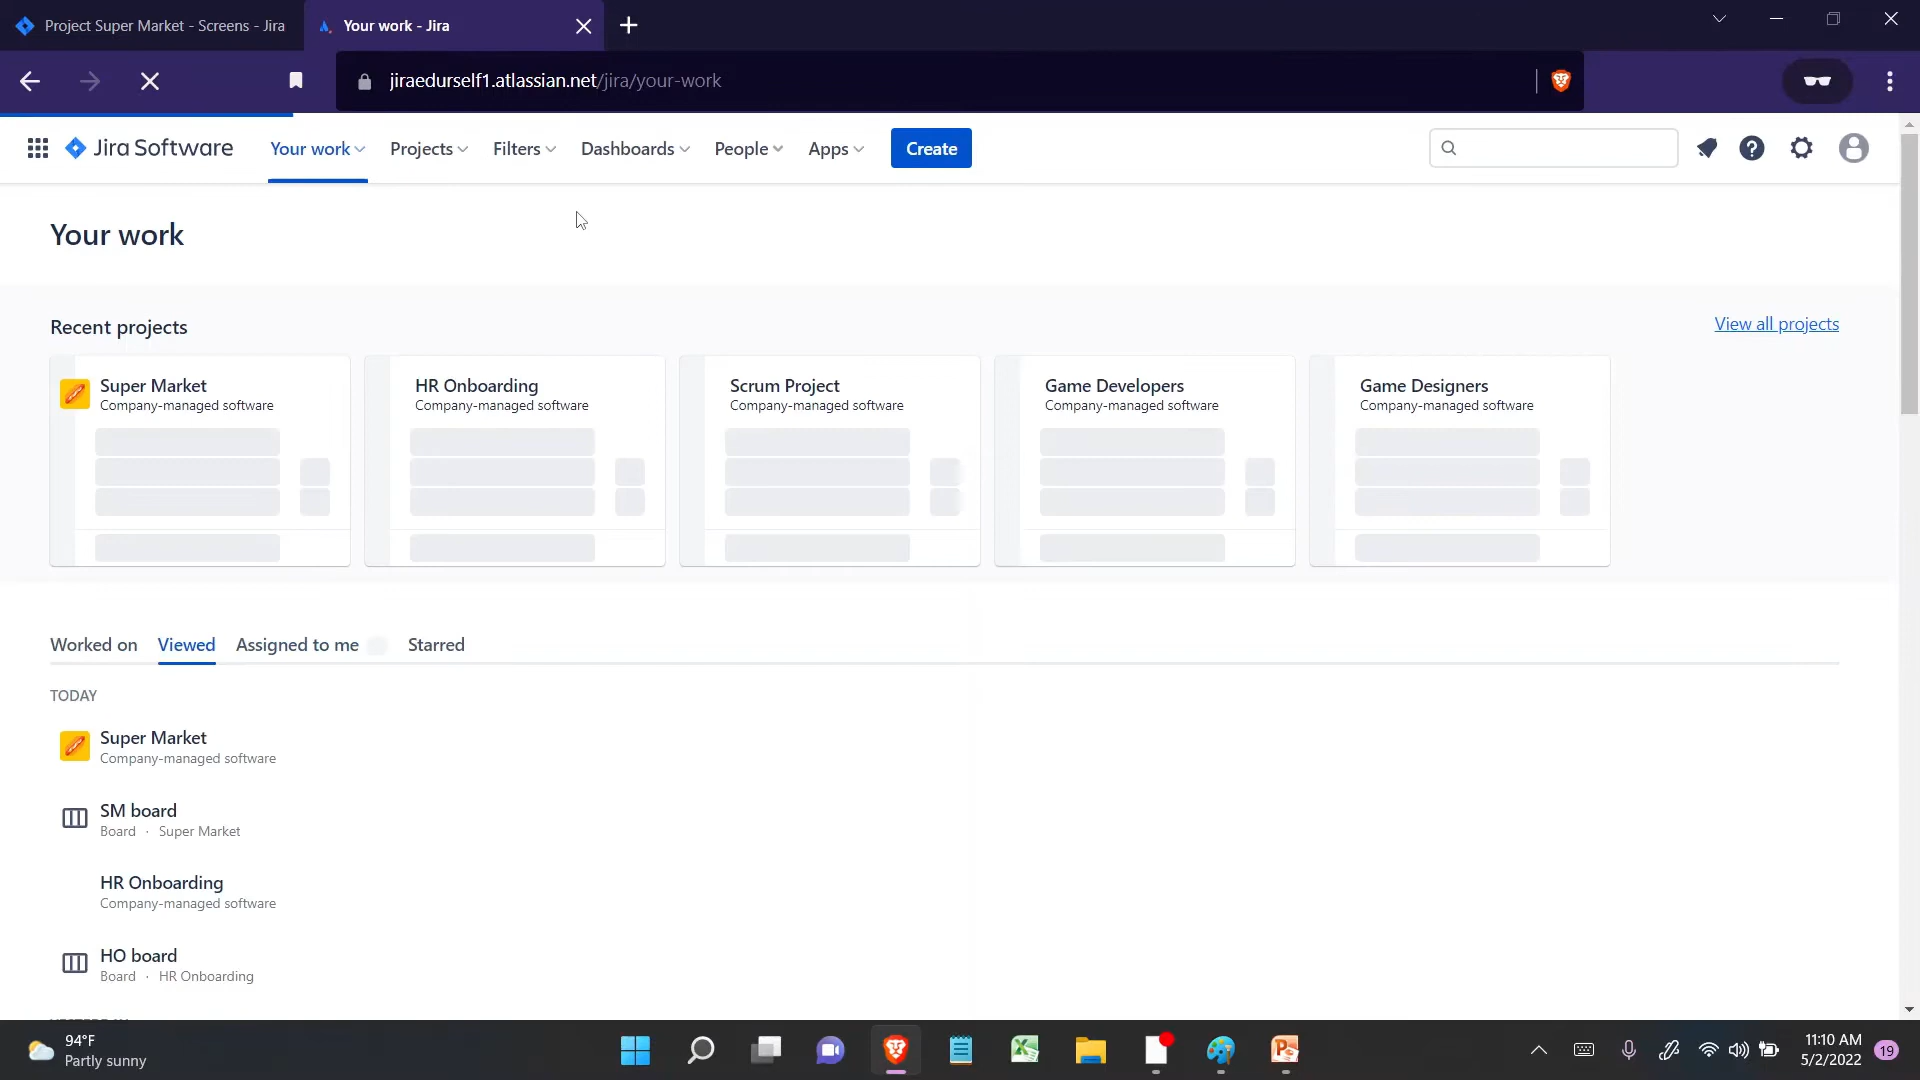 Project Super Market - Screens - Jira
Your work - Jira
jiraedurself1.atlassian.net/jira/your-work
Jira Software
Your work
Projects
Filters
Dashboards
People
Apps
Create
Your work
Recent projects
View all projects
Super Market
Company-managed software
HR Onboarding
Company-managed software
Scrum Project
Company-managed software
Game Developers
Company-managed software
Game Designers
Company-managed software
Worked on
Viewed
Assigned to me
Starred
TODAY
Super Market
Company-managed software
SM board
Board · Super Market
HR Onboarding
Company-managed software
HO board
Board · HR Onboarding
94°F
Partly sunny
11:10 AM
5/2/2022
19